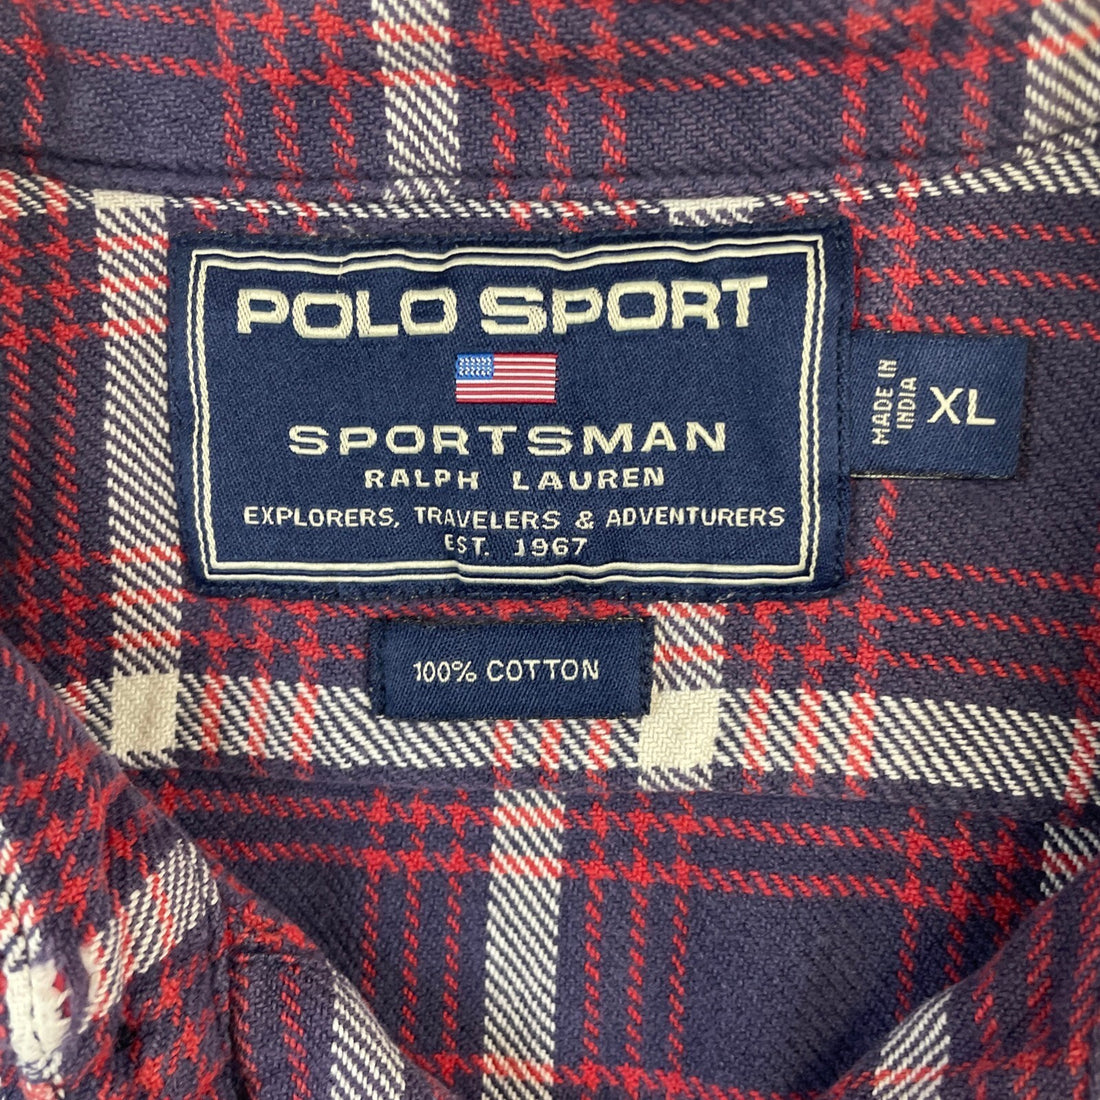 POLO SPORT
SPORTSMAN
RALPH LAUREN
EXPLORERS, TRAVELERS & ADVENTURERS
EST. 1967
MADE IN
INDIA
XL
100% COTTON